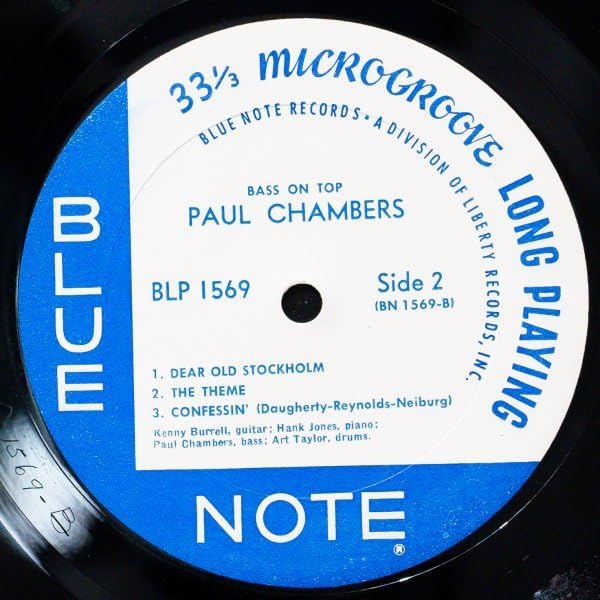 33⅓ MICROGROOVE LONG PLAYING
BLUE NOTE RECORDS • A DIVISION OF LIBERTY RECORDS, INC.
BASS ON TOP
PAUL CHAMBERS
BLP 1569
Side 2
(BN 1569-B)
1. DEAR OLD STOCKHOLM
2. THE THEME
3. CONFESSIN' (Daugherty-Reynolds-Neiburg)
Kenny Burrell, guitar; Hank Jones, piano;
Paul Chambers, bass; Art Taylor, drums.
BLUE
NOTE®
1569-B